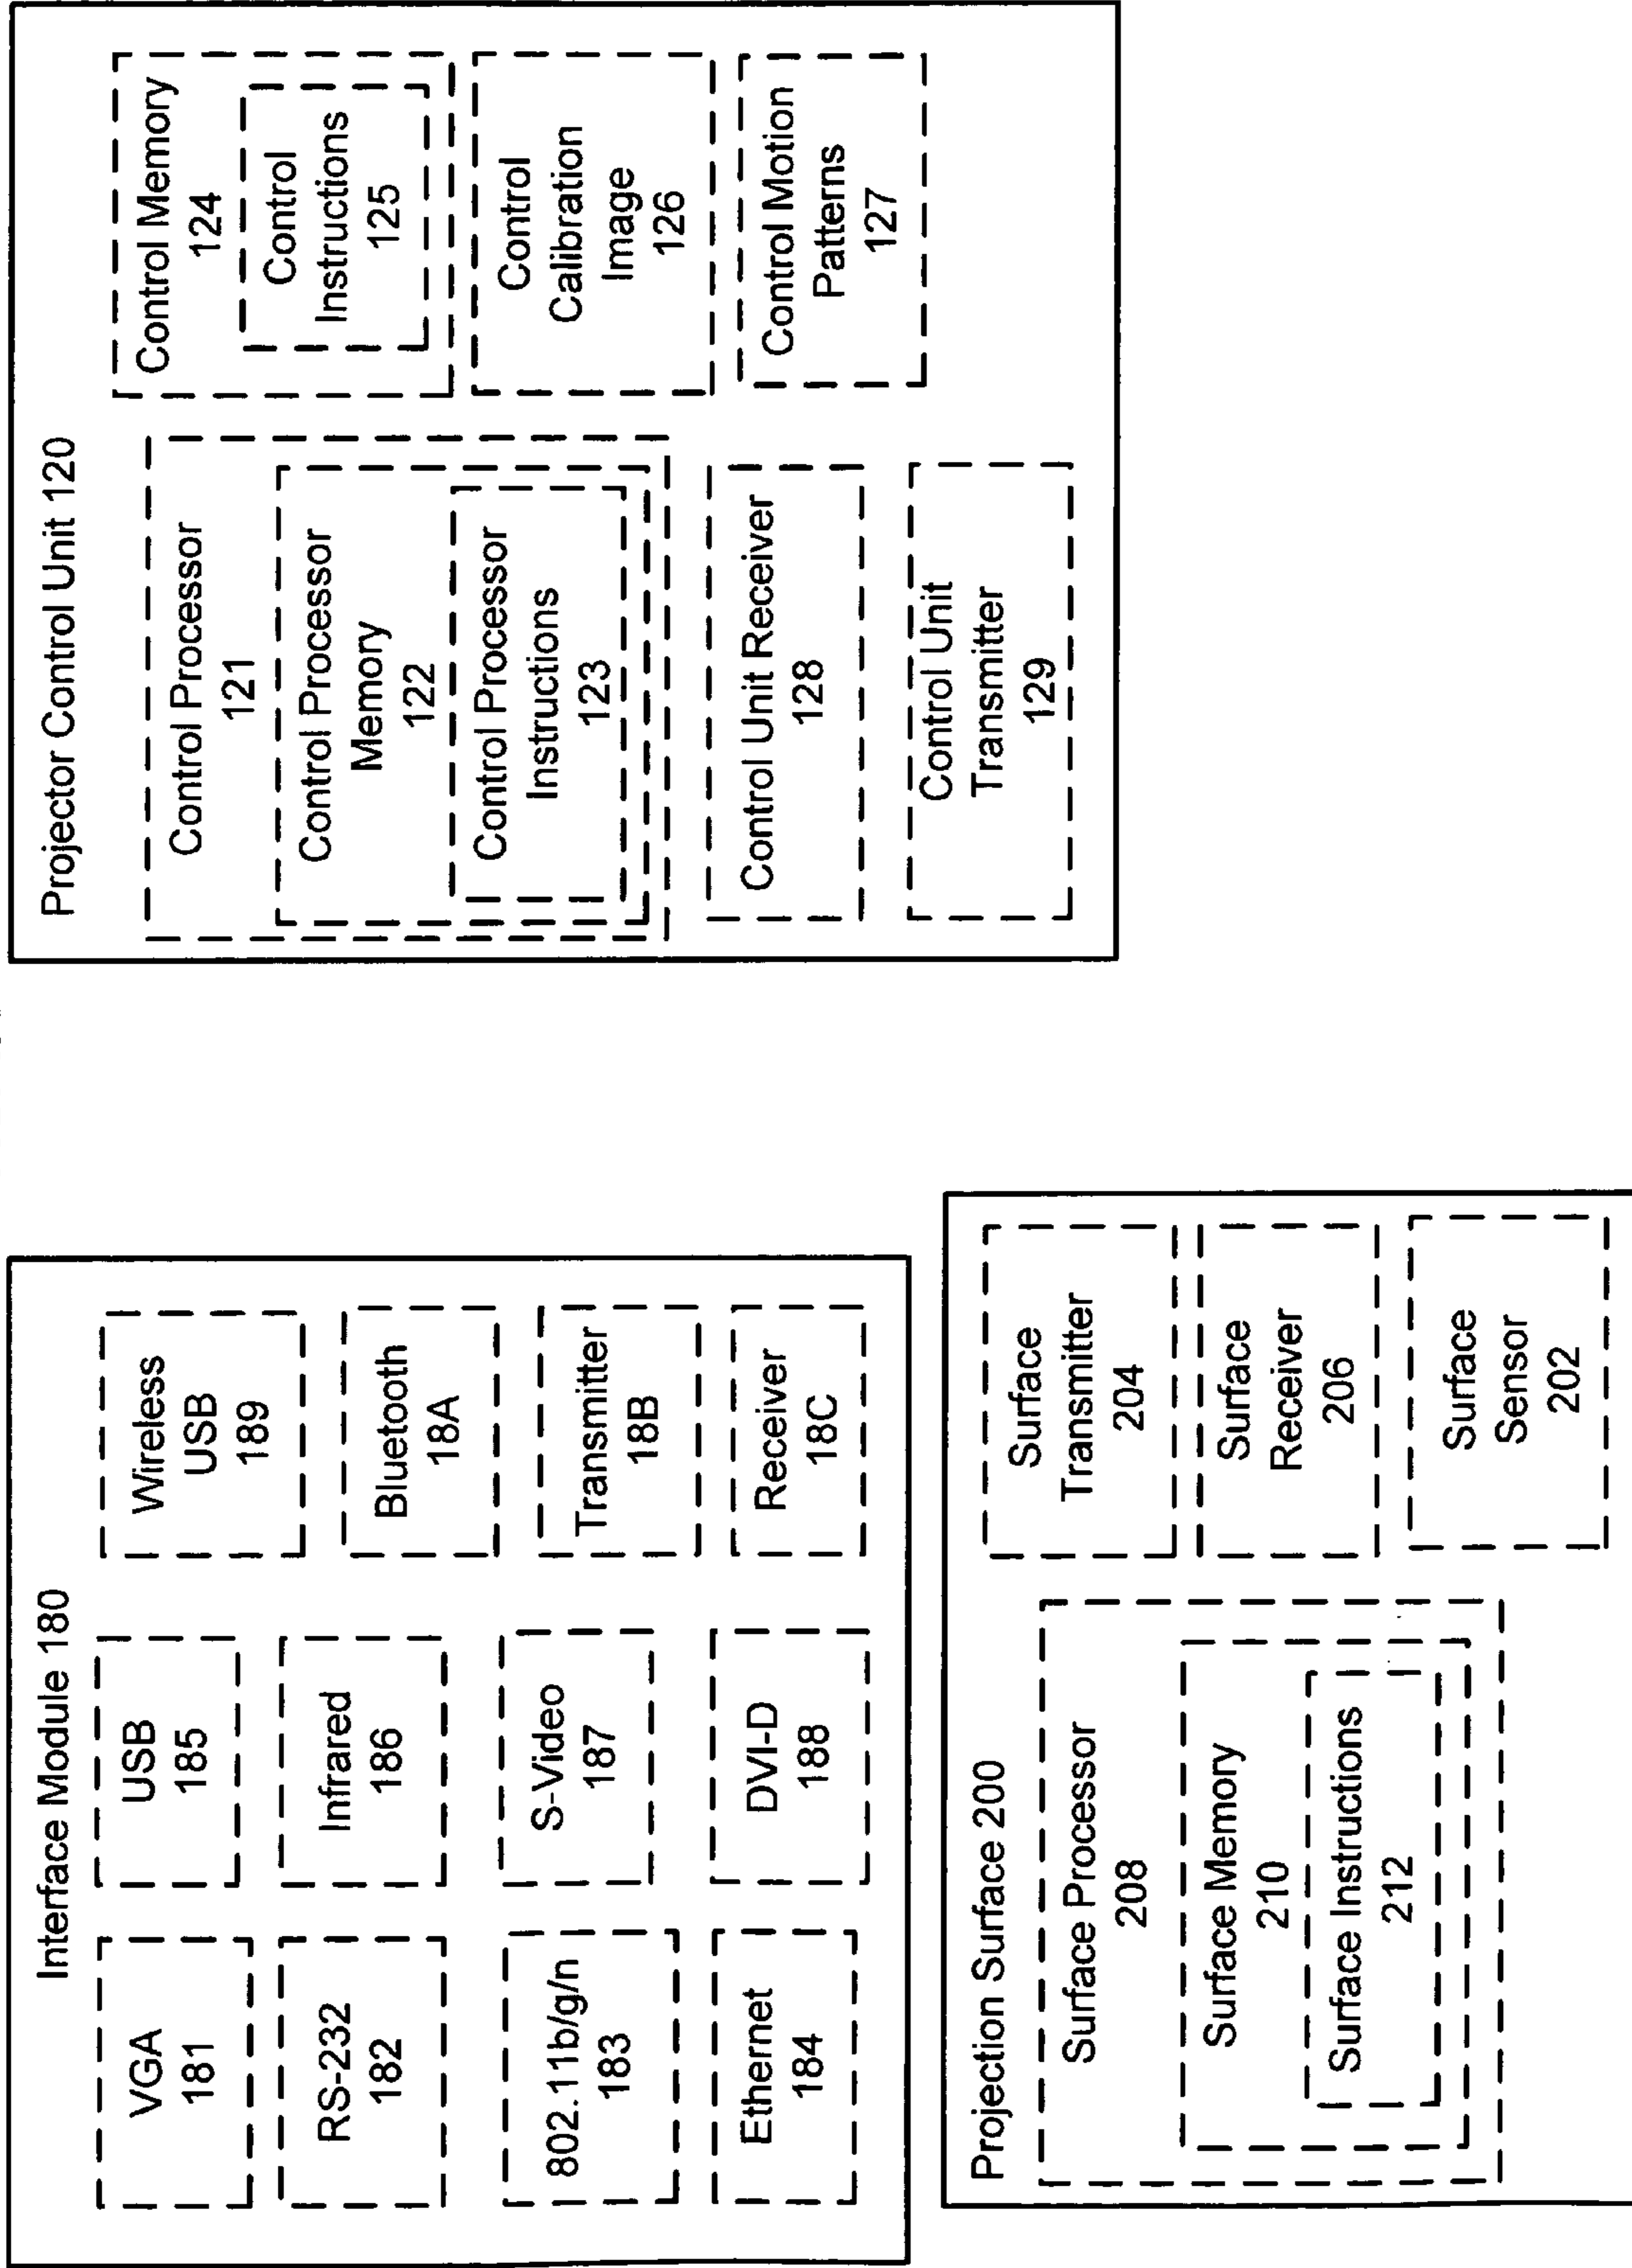 Interface Module 180
VGA
181
RS-232
182
802.11b/g/n
183
Ethernet
184
USB
185
Infrared
186
S-Video
187
DVI-D
188
Wireless
USB
189
Bluetooth
18A
Transmitter
18B
Receiver
18C
Projector Control Unit 120
Control Processor
121
Control Processor
Memory
122
Control Processor
Instructions
123
Control Unit Receiver
128
Control Unit
Transmitter
129
Control Memory
124
Control
Instructions
125
Control
Calibration
Image
126
Control Motion
Patterns
127
Projection Surface 200
Surface Processor
208
Surface Memory
210
Surface Instructions
212
Surface
Transmitter
204
Surface
Receiver
206
Surface
Sensor
202